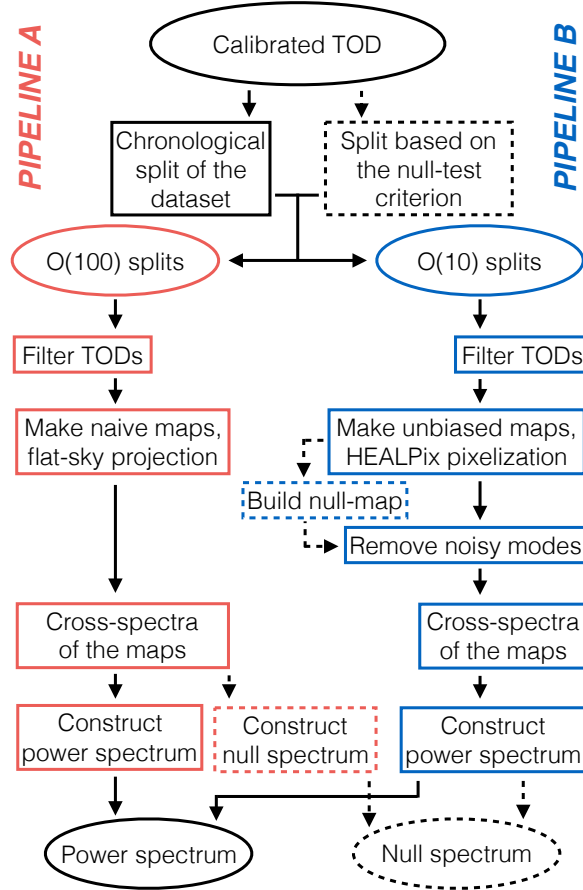 PIPELINE A
PIPELINE B
Calibrated TOD
Chronological
split of the
dataset
Split based on
the null-test
criterion
O(100) splits
O(10) splits
Filter TODs
Filter TODs
Make naive maps,
flat-sky projection
Make unbiased maps,
HEALPix pixelization
Build null-map
Remove noisy modes
Cross-spectra
of the maps
Cross-spectra
of the maps
Construct
power spectrum
Construct
null spectrum
Construct
power spectrum
Power spectrum
Null spectrum